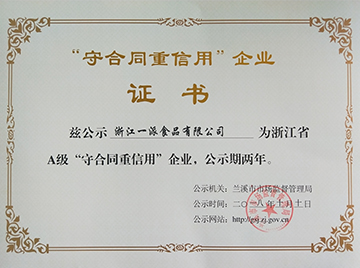 “守合同重信用”企业
证书
兹公示 浙江一派食品有限公司 为浙江省
A级“守合同重信用”企业，公示期两年。
公示机关：兰溪市市场监督管理局
公示时间：二〇一八年十月十日
公示网站：http://gsj.zj.gov.cn